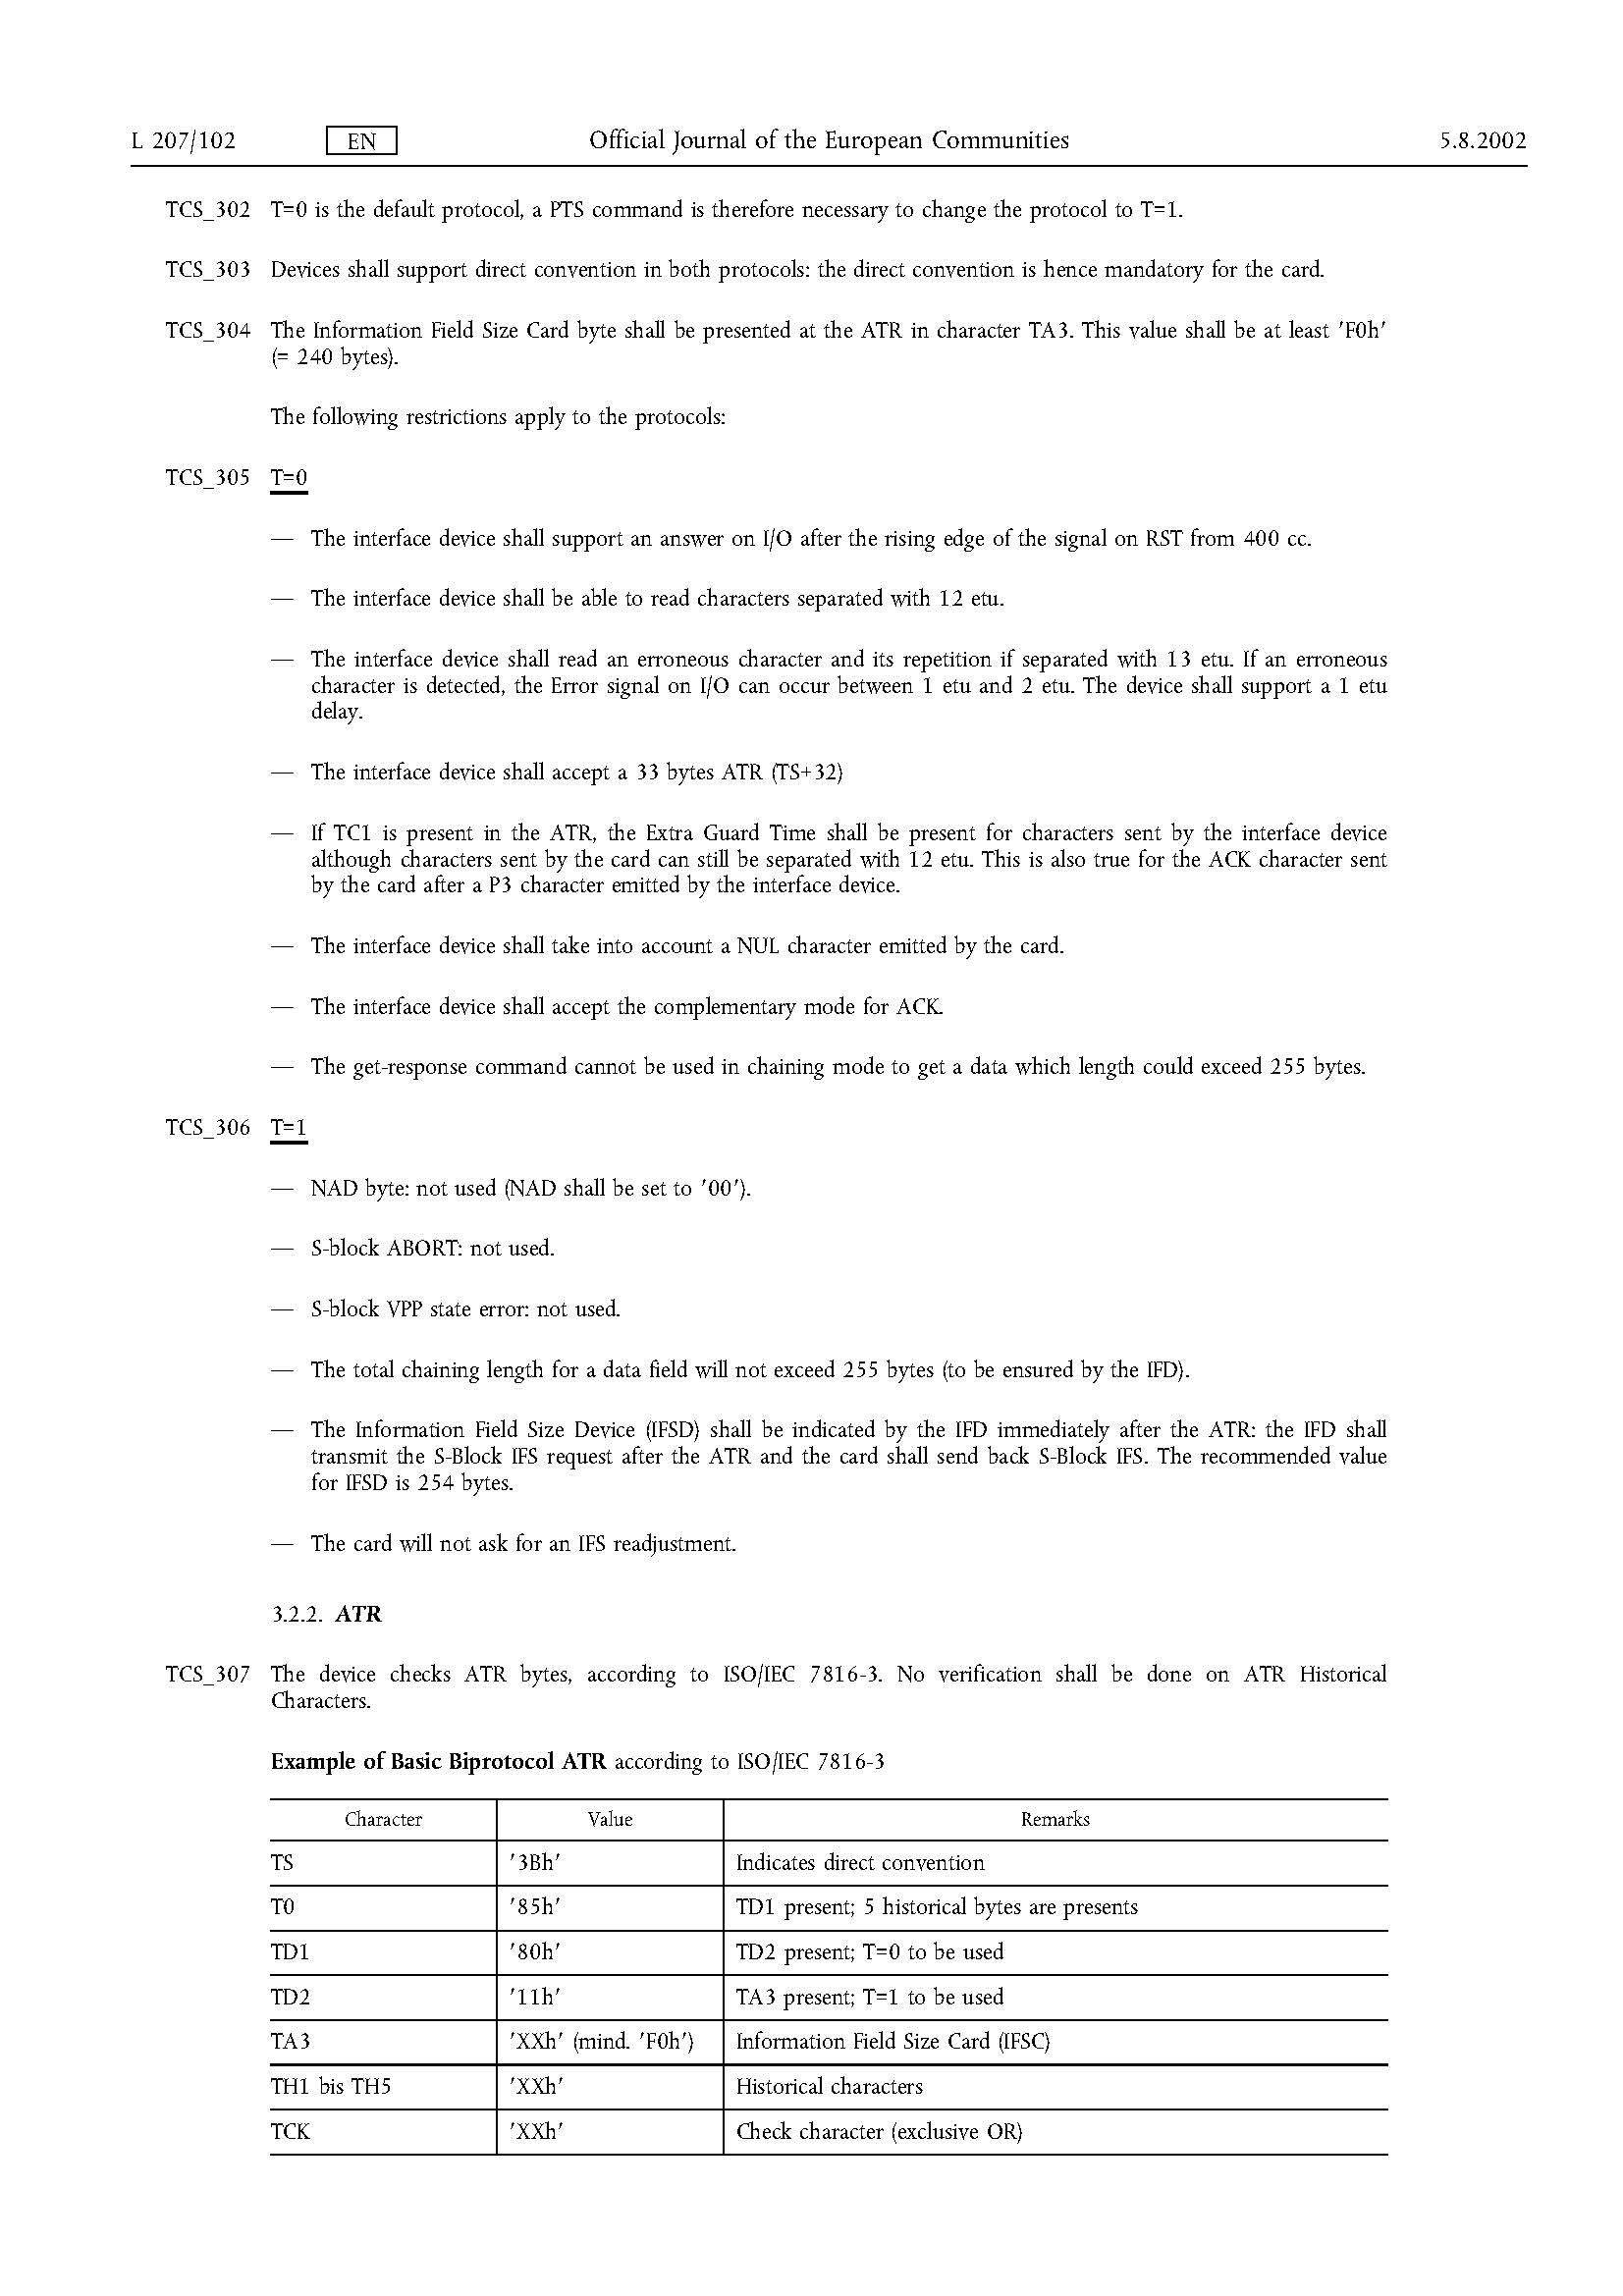 L 207/102 EN Official Journal of the European Communities 5.8.2002
TCS_302 T=0 is the default protocol, a PTS command is therefore necessary to change the protocol to T=1.
TCS_303 Devices shall support direct convention in both protocols: the direct convention is hence mandatory for the card.
TCS_304 The Information Field Size Card byte shall be presented at the ATR in character TA3. This value shall be at least 'F0h'
(= 240 bytes).
The following restrictions apply to the protocols:
TCS_305 T=0
— The interface device shall support an answer on I/O after the rising edge of the signal on RST from 400 cc.
— The interface device shall be able to read characters separated with 12 etu.
— The interface device shall read an erroneous character and its repetition if separated with 13 etu. If an erroneous
character is detected, the Error signal on I/O can occur between 1 etu and 2 etu. The device shall support a 1 etu
delay.
— The interface device shall accept a 33 bytes ATR (TS+32)
— If TC1 is present in the ATR, the Extra Guard Time shall be present for characters sent by the interface device
although characters sent by the card can still be separated with 12 etu. This is also true for the ACK character sent
by the card after a P3 character emitted by the interface device.
— The interface device shall take into account a NUL character emitted by the card.
— The interface device shall accept the complementary mode for ACK.
— The get-response command cannot be used in chaining mode to get a data which length could exceed 255 bytes.
TCS_306 T=1
— NAD byte: not used (NAD shall be set to '00').
— S-block ABORT: not used.
— S-block VPP state error: not used.
— The total chaining length for a data field will not exceed 255 bytes (to be ensured by the IFD).
— The Information Field Size Device (IFSD) shall be indicated by the IFD immediately after the ATR: the IFD shall
transmit the S-Block IFS request after the ATR and the card shall send back S-Block IFS. The recommended value
for IFSD is 254 bytes.
— The card will not ask for an IFS readjustment.
3.2.2. ATR
TCS_307 The device checks ATR bytes, according to ISO/IEC 7816-3. No verification shall be done on ATR Historical
Characters.
Example of Basic Biprotocol ATR according to ISO/IEC 7816-3
Character Value Remarks
TS '3Bh' Indicates direct convention
T0 '85h' TD1 present; 5 historical bytes are presents
TD1 '80h' TD2 present; T=0 to be used
TD2 '11h' TA3 present; T=1 to be used
TA3 'XXh' (mind. 'F0h') Information Field Size Card (IFSC)
TH1 bis TH5 'XXh' Historical characters
TCK 'XXh' Check character (exclusive OR)